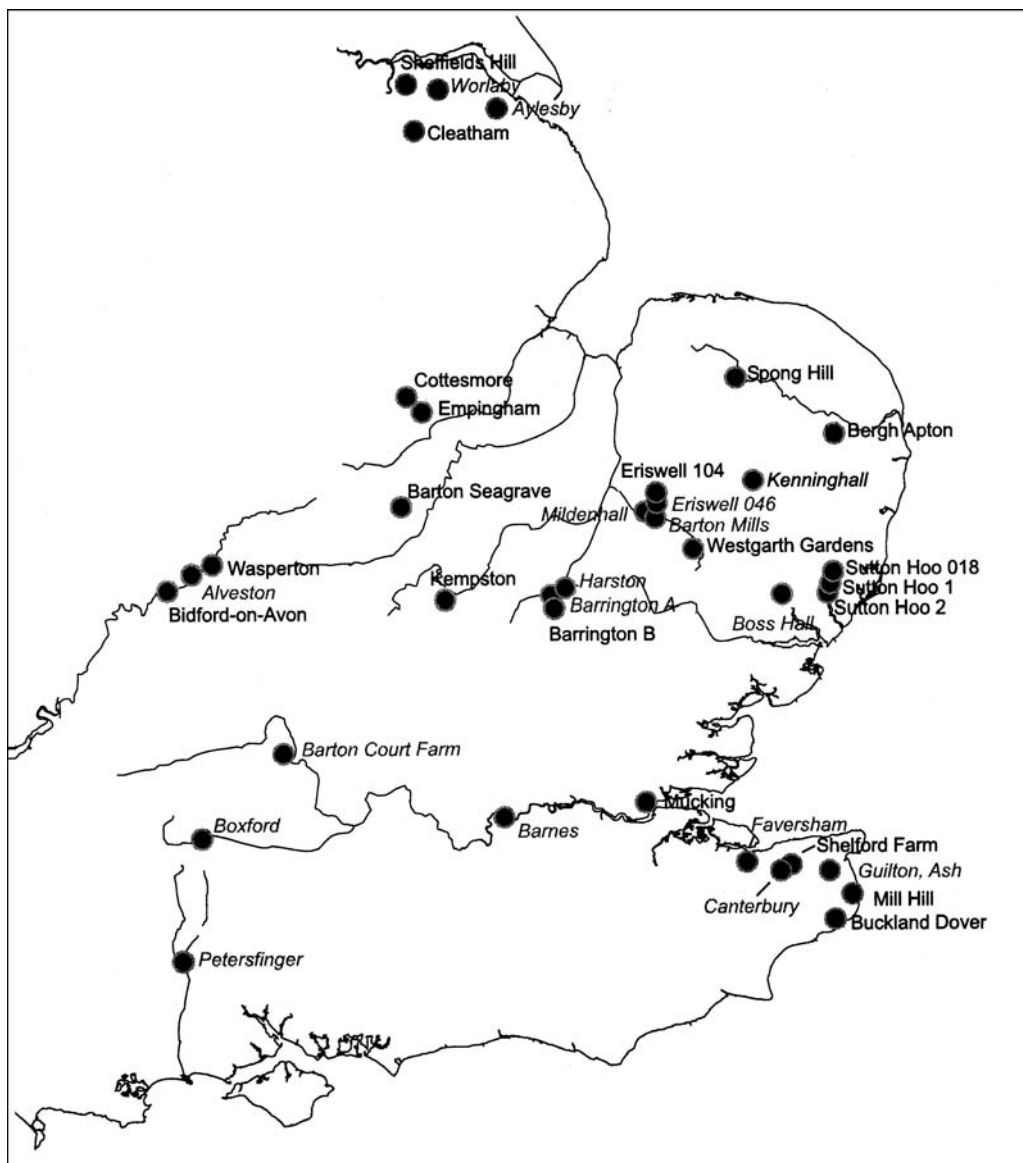 Sheffields Hill
Worlaby
Aylesby
Cleatham
Cottesmore
Empingham
Spong Hill
Bergh Apton
Barton Seagrave
Eriswell 104
Kenninghall
Eriswell 046
Mildenhall
Barton Mills
Westgarth Gardens
Wasperton
Alveston
Bidford-on-Avon
Kempston
Harston
Barrington A
Barrington B
Sutton Hoo 018
Sutton Hoo 1
Sutton Hoo 2
Boss Hall
Barton Court Farm
Boxford
Barnes
Mucking
Faversham
Shelford Farm
Guilton, Ash
Canterbury
Mill Hill
Buckland Dover
Petersfinger